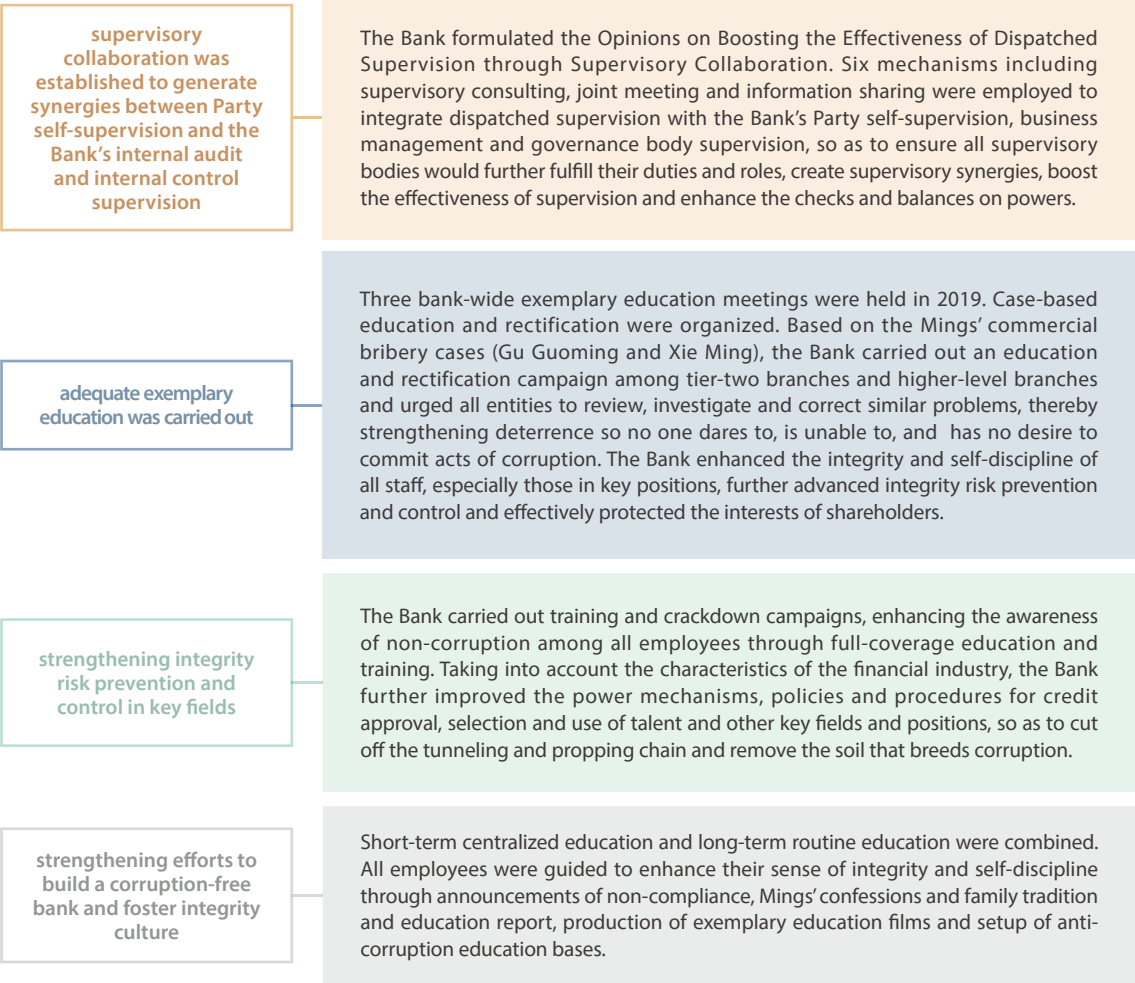 supervisory
collaboration was
established to generate
synergies between Party
self-supervision and the
Bank's internal audit
and internal control
supervision
The Bank formulated the Opinions on Boosting the Effectiveness of Dispatched
Supervision through Supervisory Collaboration. Six mechanisms including
supervisory consulting, joint meeting and information sharing were employed to
integrate dispatched supervision with the Bank's Party self-supervision, business
management and governance body supervision, so as to ensure all supervisory
bodies would further fulfill their duties and roles, create supervisory synergies, boost
the effectiveness of supervision and enhance the checks and balances on powers.
adequate exemplary
education was carried out
Three bank-wide exemplary education meetings were held in 2019. Case-based
education and rectification were organized. Based on the Mings' commercial
bribery cases (Gu Guoming and Xie Ming), the Bank carried out an education
and rectification campaign among tier-two branches and higher-level branches
and urged all entities to review, investigate and correct similar problems, thereby
strengthening deterrence so no one dares to, is unable to, and has no desire to
commit acts of corruption. The Bank enhanced the integrity and self-discipline of
all staff, especially those in key positions, further advanced integrity risk prevention
and control and effectively protected the interests of shareholders.
strengthening integrity
risk prevention and
control in key fields
The Bank carried out training and crackdown campaigns, enhancing the awareness
of non-corruption among all employees through full-coverage education and
training. Taking into account the characteristics of the financial industry, the Bank
further improved the power mechanisms, policies and procedures for credit
approval, selection and use of talent and other key fields and positions, so as to cut
off the tunneling and propping chain and remove the soil that breeds corruption.
strengthening efforts to
build a corruption-free
bank and foster integrity
culture
Short-term centralized education and long-term routine education were combined.
All employees were guided to enhance their sense of integrity and self-discipline
through announcements of non-compliance, Mings' confessions and family tradition
and education report, production of exemplary education films and setup of anti-
corruption education bases.